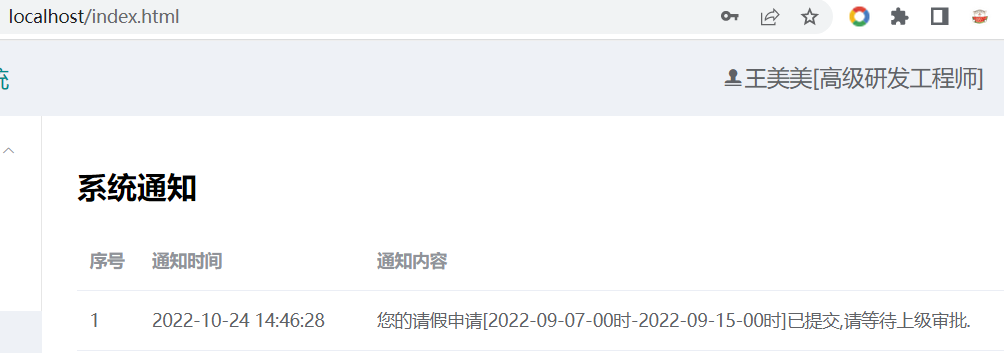 localhost/index.html
统
王美美[高级研发工程师]
系统通知
序号 通知时间 通知内容
1 2022-10-24 14:46:28 您的请假申请[2022-09-07-00时-2022-09-15-00时]已提交,请等待上级审批.